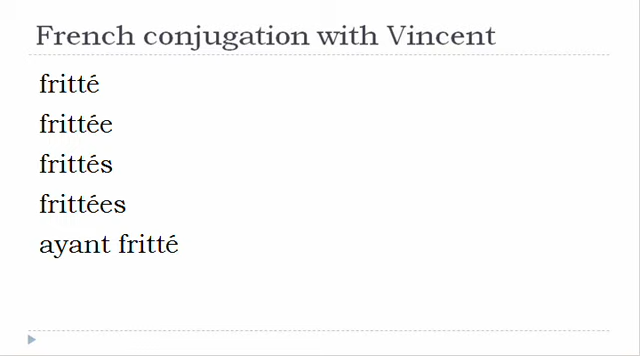 French conjugation with Vincent
fritté
frittée
frittés
frittées
ayant fritté